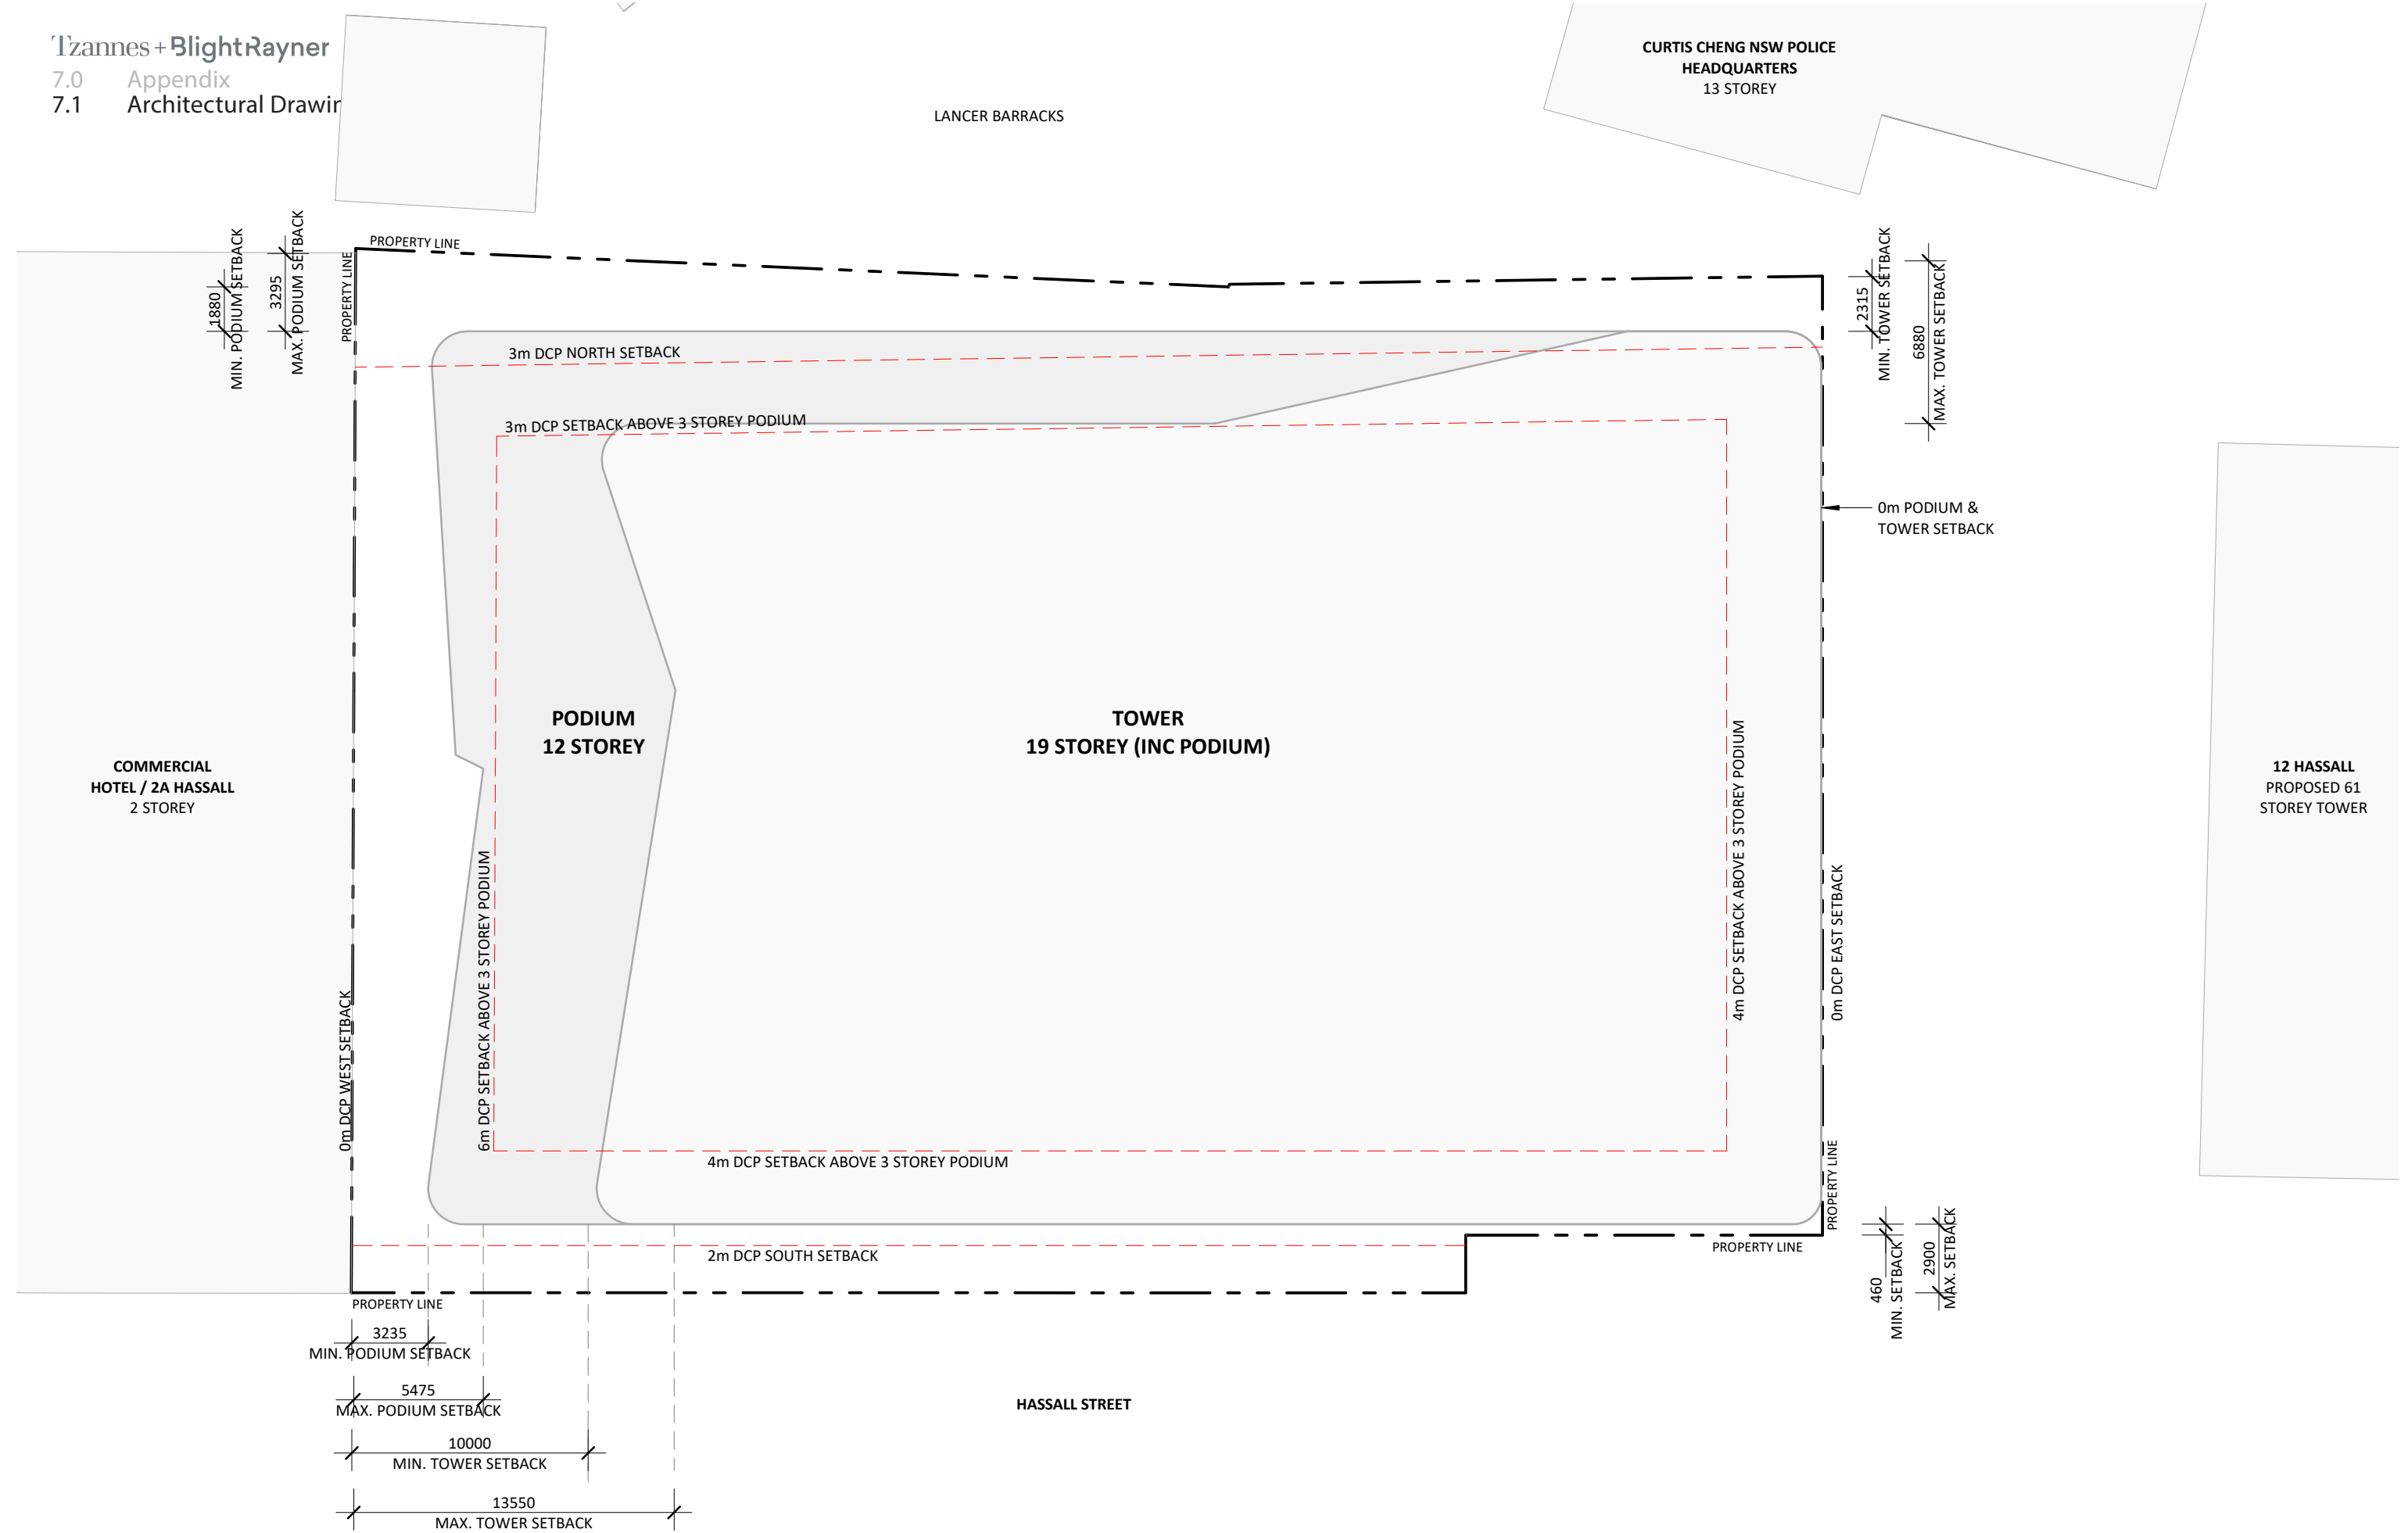 Tzannes + BlightRayner
7.0 Appendix
7.1 Architectural Drawin
CURTIS CHENG NSW POLICE
HEADQUARTERS
13 STOREY
LANCER BARRACKS
PROPERTY LINE
PROPERTY LINE
1880
MIN. PODIUM SETBACK
3295
MAX. PODIUM SETBACK
2315
MIN. TOWER SETBACK
6880
MAX. TOWER SETBACK
3m DCP NORTH SETBACK
3m DCP SETBACK ABOVE 3 STOREY PODIUM
0m PODIUM &
TOWER SETBACK
PODIUM
12 STOREY
TOWER
19 STOREY (INC PODIUM)
COMMERCIAL
HOTEL / 2A HASSALL
2 STOREY
12 HASSALL
PROPOSED 61
STOREY TOWER
0m DCP WEST SETBACK
6m DCP SETBACK ABOVE 3 STOREY PODIUM
4m DCP SETBACK ABOVE 3 STOREY PODIUM
0m DCP EAST SETBACK
4m DCP SETBACK ABOVE 3 STOREY PODIUM
PROPERTY LINE
2m DCP SOUTH SETBACK
PROPERTY LINE
460
MIN. SETBACK
2900
MAX. SETBACK
PROPERTY LINE
3235
MIN. PODIUM SETBACK
5475
MAX. PODIUM SETBACK
HASSALL STREET
10000
MIN. TOWER SETBACK
13550
MAX. TOWER SETBACK